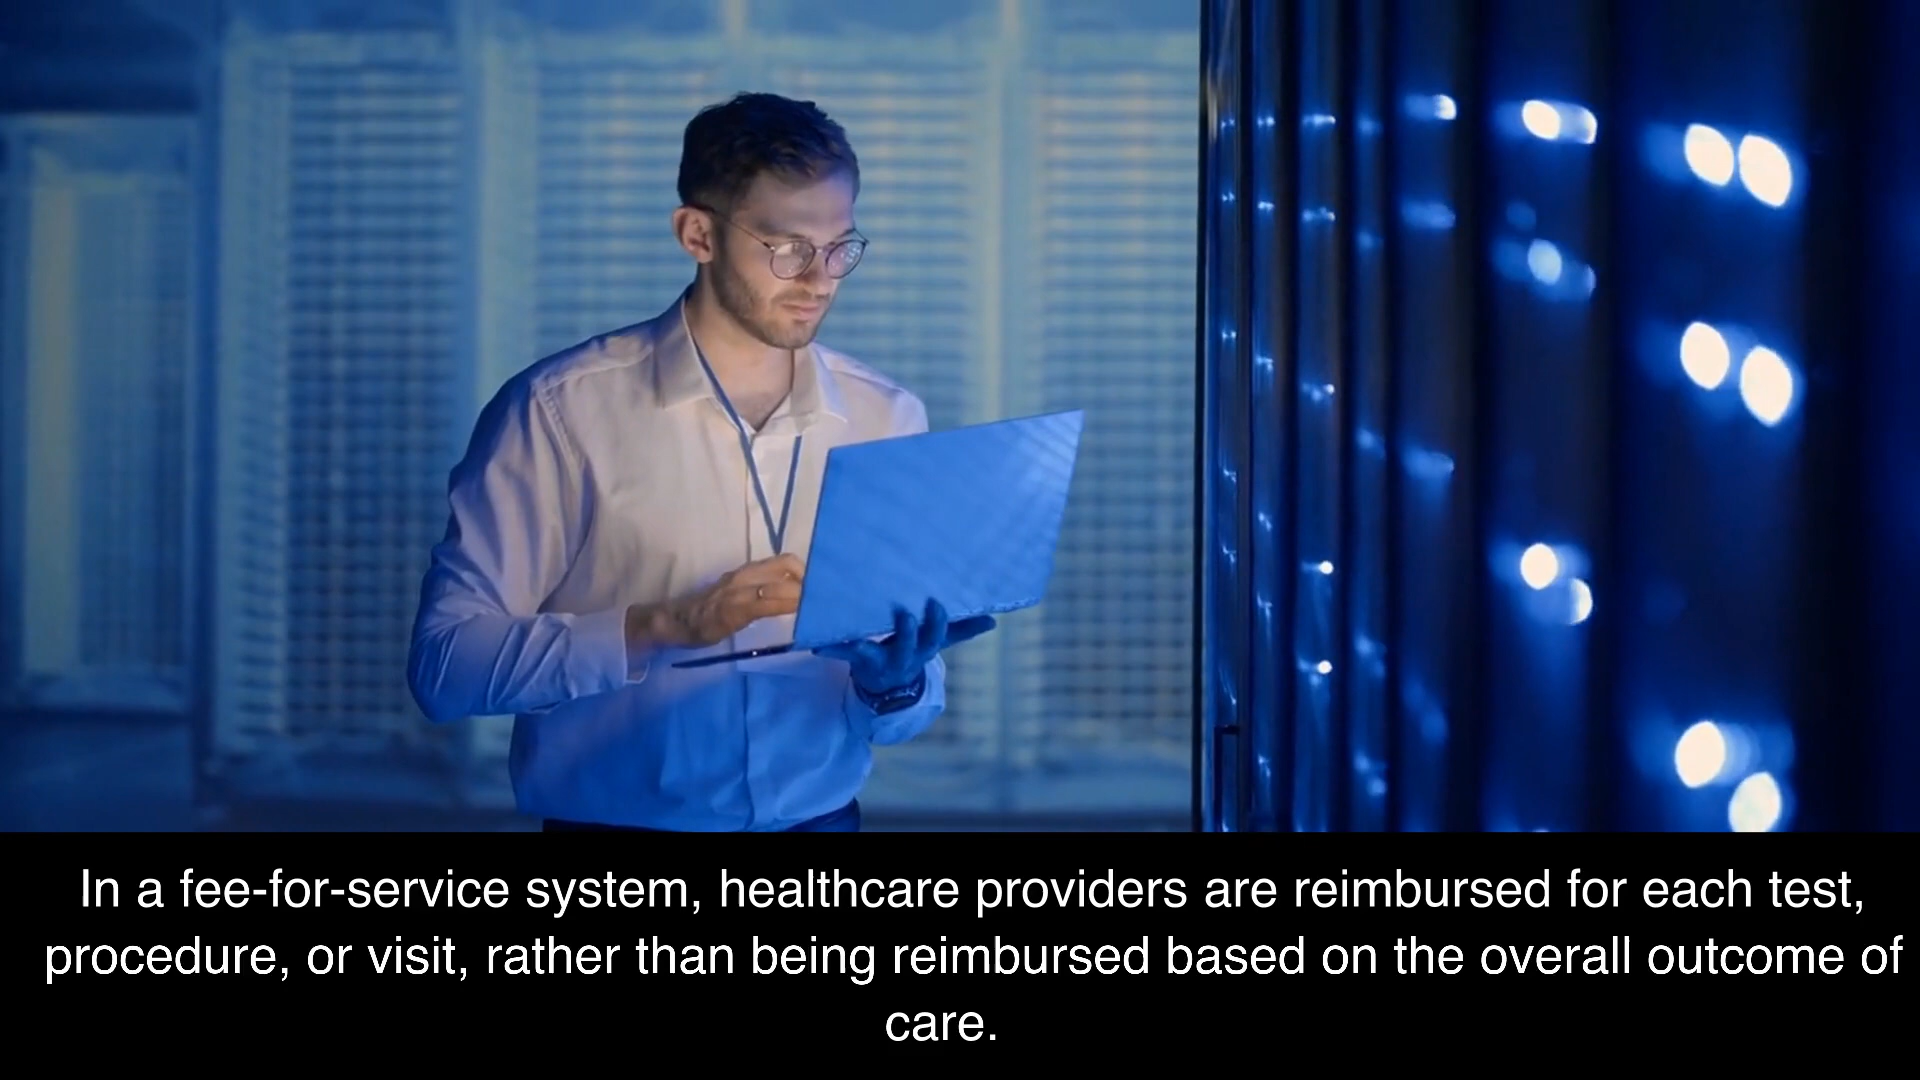 In a fee-for-service system, healthcare providers are reimbursed for each test,
procedure, or visit, rather than being reimbursed based on the overall outcome of
care.